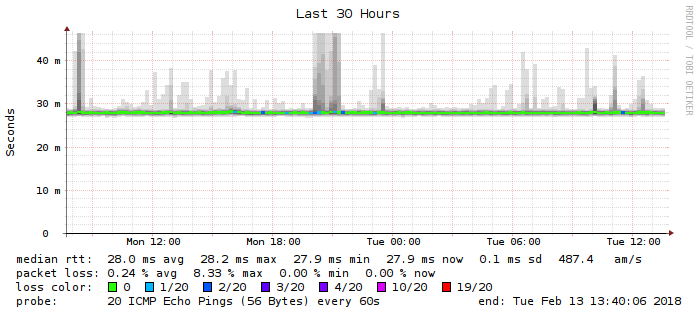 Last 30 Hours
RRDTOOL / TOBI OETIKER
Seconds
40 m
30 m
20 m
10 m
0
Mon 12:00 Mon 18:00 Tue 00:00 Tue 06:00 Tue 12:00
median rtt: 28.0 ms avg 28.2 ms max 27.9 ms min 27.9 ms now 0.1 ms sd 487.4 am/s
packet loss: 0.24 % avg 8.33 % max 0.00 % min 0.00 % now
loss color: 0 1/20 2/20 3/20 4/20 10/20 19/20
probe: 20 ICMP Echo Pings (56 Bytes) every 60s end: Tue Feb 13 13:40:06 2018